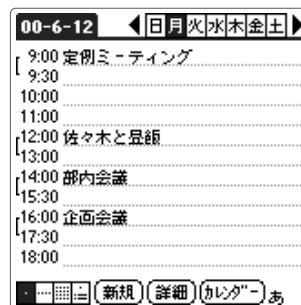 00-6-12 日 月 火 水 木 金 土
9:00 定例ミーティング
9:30
10:00
11:00
12:00 佐々木と昼飯
13:00
14:00 部内会議
15:30
16:00 企画会議
17:30
18:00
新規 詳細 カレンダー あ